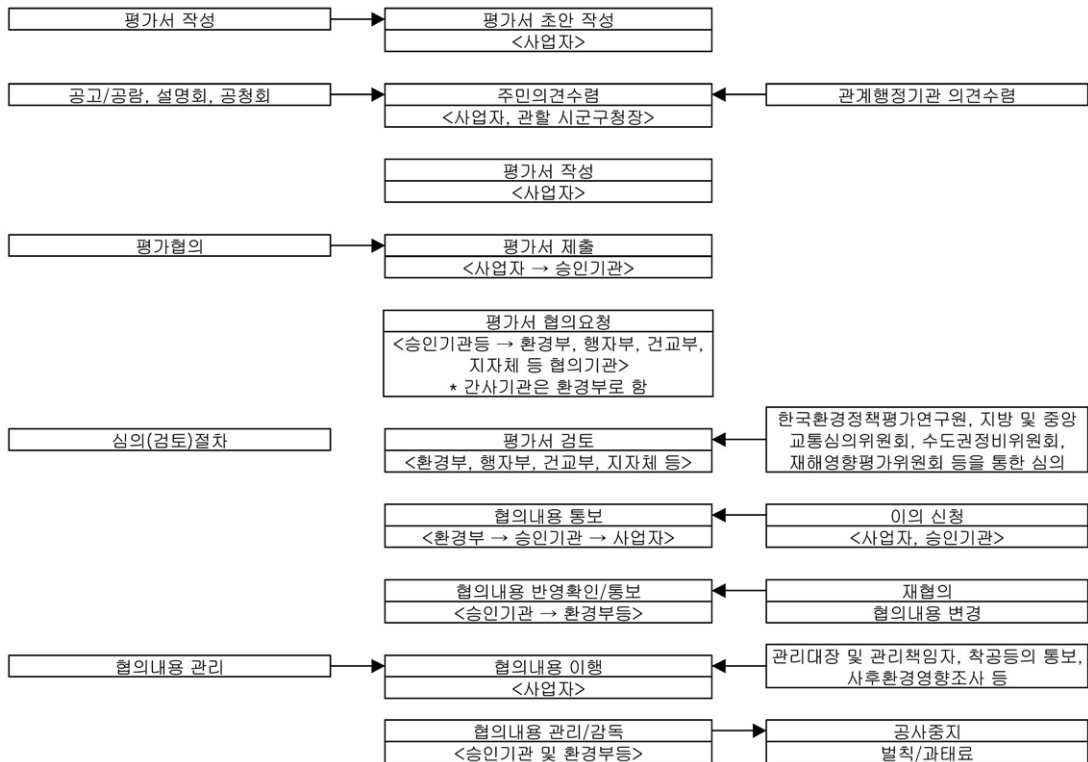 평가서 작성
평가서 초안 작성
<사업자>
공고/공람, 설명회, 공청회
주민의견수렴
<사업자, 관할 시군구청장>
관계행정기관 의견수렴
평가서 작성
<사업자>
평가협의
평가서 제출
<사업자 → 승인기관>
평가서 협의요청
<승인기관등 → 환경부, 행자부, 건교부,
지자체 등 협의기관>
* 간사기관은 환경부로 함
심의(검토)절차
평가서 검토
<환경부, 행자부, 건교부, 지자체 등>
한국환경정책평가연구원, 지방 및 중앙
교통심의위원회, 수도권정비위원회,
재해영향평가위원회 등을 통한 심의
협의내용 통보
<환경부 → 승인기관 → 사업자>
이의 신청
<사업자, 승인기관>
협의내용 반영확인/통보
<승인기관 → 환경부등>
재협의
협의내용 변경
협의내용 관리
협의내용 이행
<사업자>
관리대장 및 관리책임자, 착공등의 통보,
사후환경영향조사 등
협의내용 관리/감독
<승인기관 및 환경부등>
공사중지
벌칙/과태료